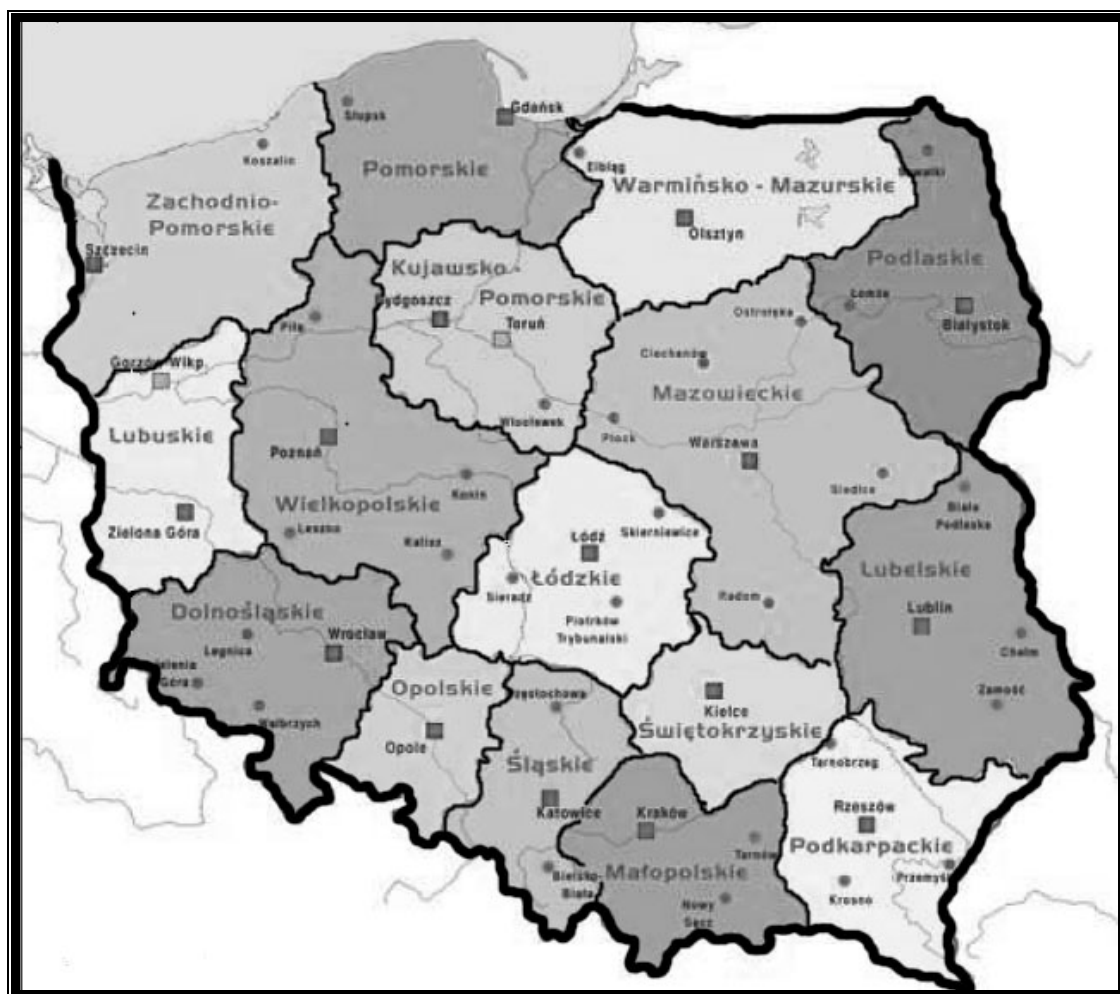 Gdańsk
Słupsk
Koszalin
Pomorskie
Elbląg
Suwałki
Warmińsko - Mazurskie
Zachodnio-
Pomorskie
Olsztyn
Szczecin
Podlaskie
Kujawsko -
Pomorskie
Bydgoszcz
Toruń
Łomża
Białystok
Piła
Ostrołęka
Ciechanów
Gorzów Wlkp.
Mazowieckie
Włocławek
Płock
Lubuskie
Poznań
Warszawa
Siedlce
Konin
Wielkopolskie
Biała
Podlaska
Zielona Góra
Leszno
Kalisz
Skierniewice
Łódź
Łódzkie
Sieradz
Lubelskie
Radom
Lublin
Piotrków
Trybunalski
Dolnośląskie
Wrocław
Legnica
Chełm
Jelenia
Góra
Opolskie
Częstochowa
Zamość
Wałbrzych
Kielce
Świętokrzyskie
Opole
Śląskie
Tarnobrzeg
Katowice
Kraków
Rzeszów
Podkarpackie
Tarnów
Małopolskie
Bielsko-
Biała
Przemyśl
Krosno
Nowy
Sącz